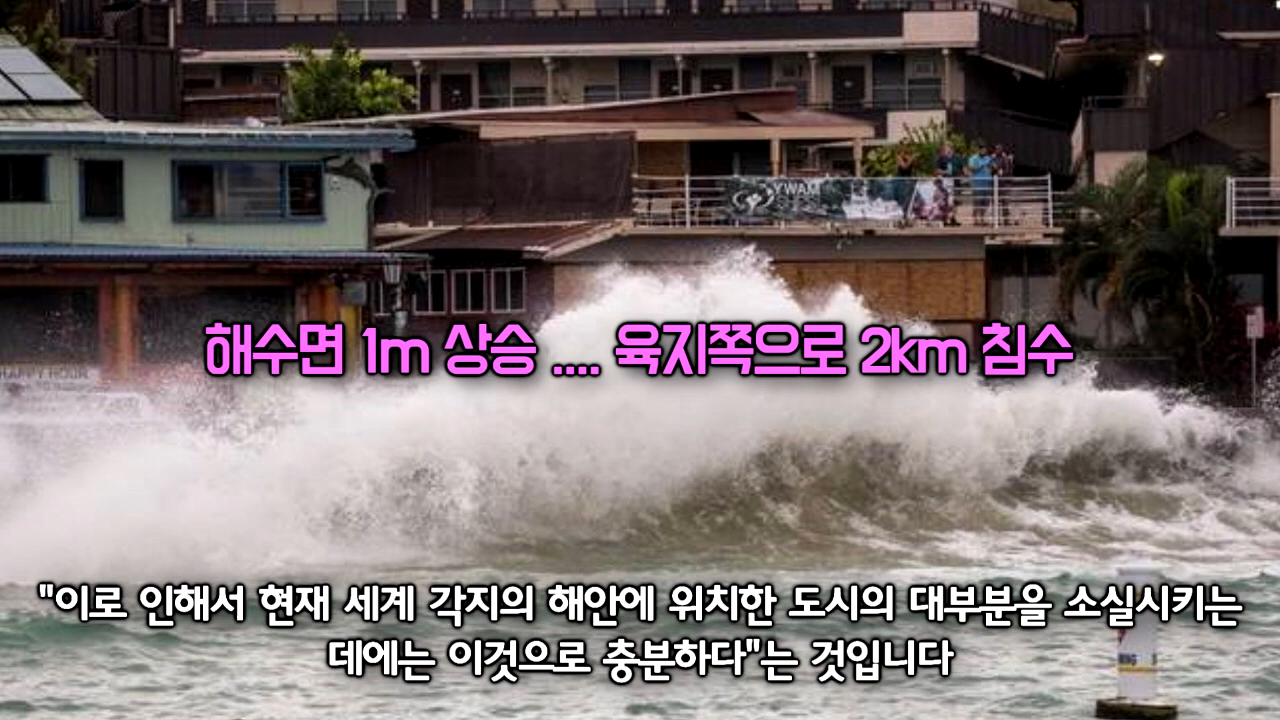 YWAM
HAPPY HOUR
해수면 1m 상승 .... 육지쪽으로 2km 침수
"이로 인해서 현재 세계 각지의 해안에 위치한 도시의 대부분을 소실시키는
데에는 이것으로 충분하다"는 것입니다